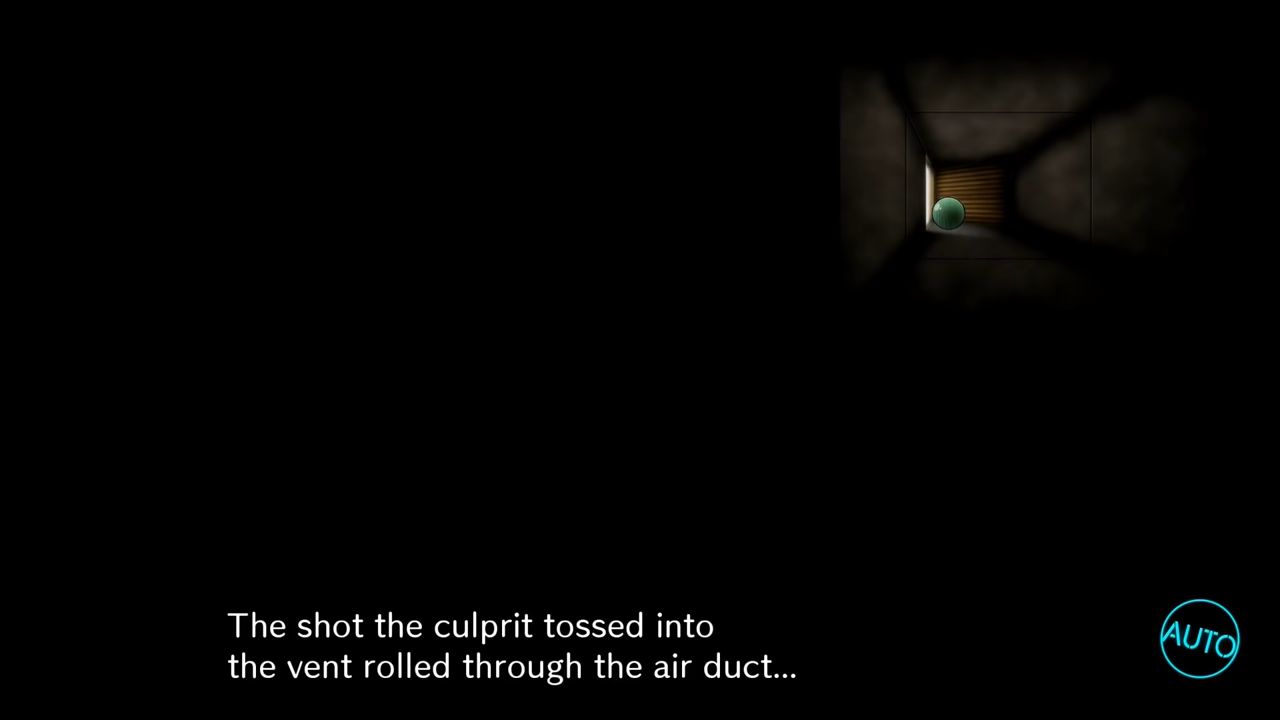 The shot the culprit tossed into
the vent rolled through the air duct...
AUTO